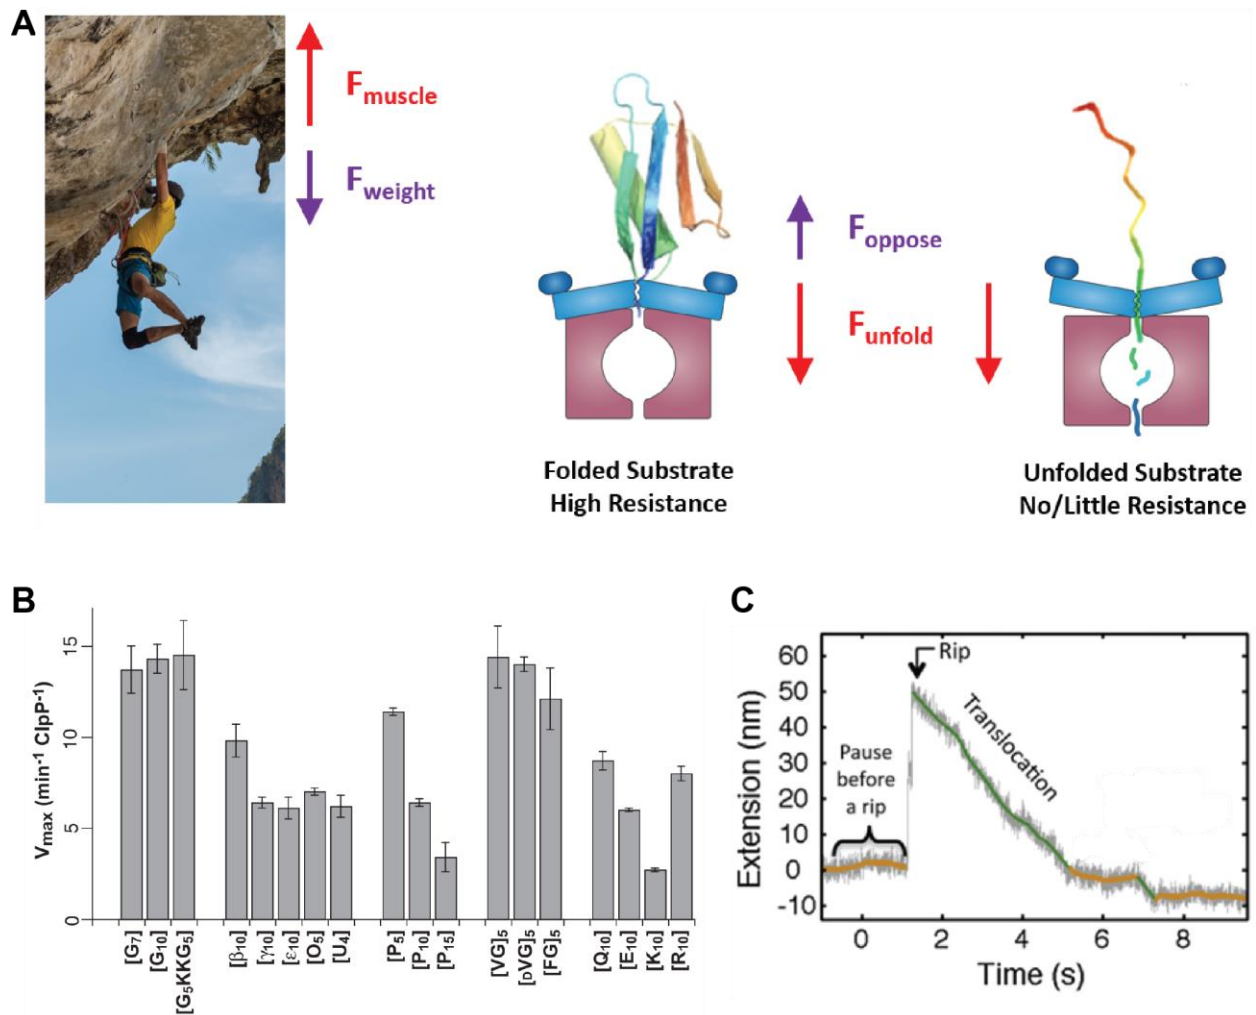 A
Fmuscle
Fweight
Foppose
Funfold
Folded Substrate
High Resistance
Unfolded Substrate
No/Little Resistance
B
Vmax (min-1 ClpP-1)
15
10
5
0
[G7]
[G10]
[G5KKG5]
[β10]
[γ10]
[ε10]
[O5]
[U4]
[P5]
[P10]
[P15]
[VG]5
[DVG]5
[FG]5
[Q10]
[E10]
[K10]
[R10]
C
Extension (nm)
60
50
40
30
20
10
0
-10
Rip
Translocation
Pause
before
a rip
0 2 4 6 8
Time (s)